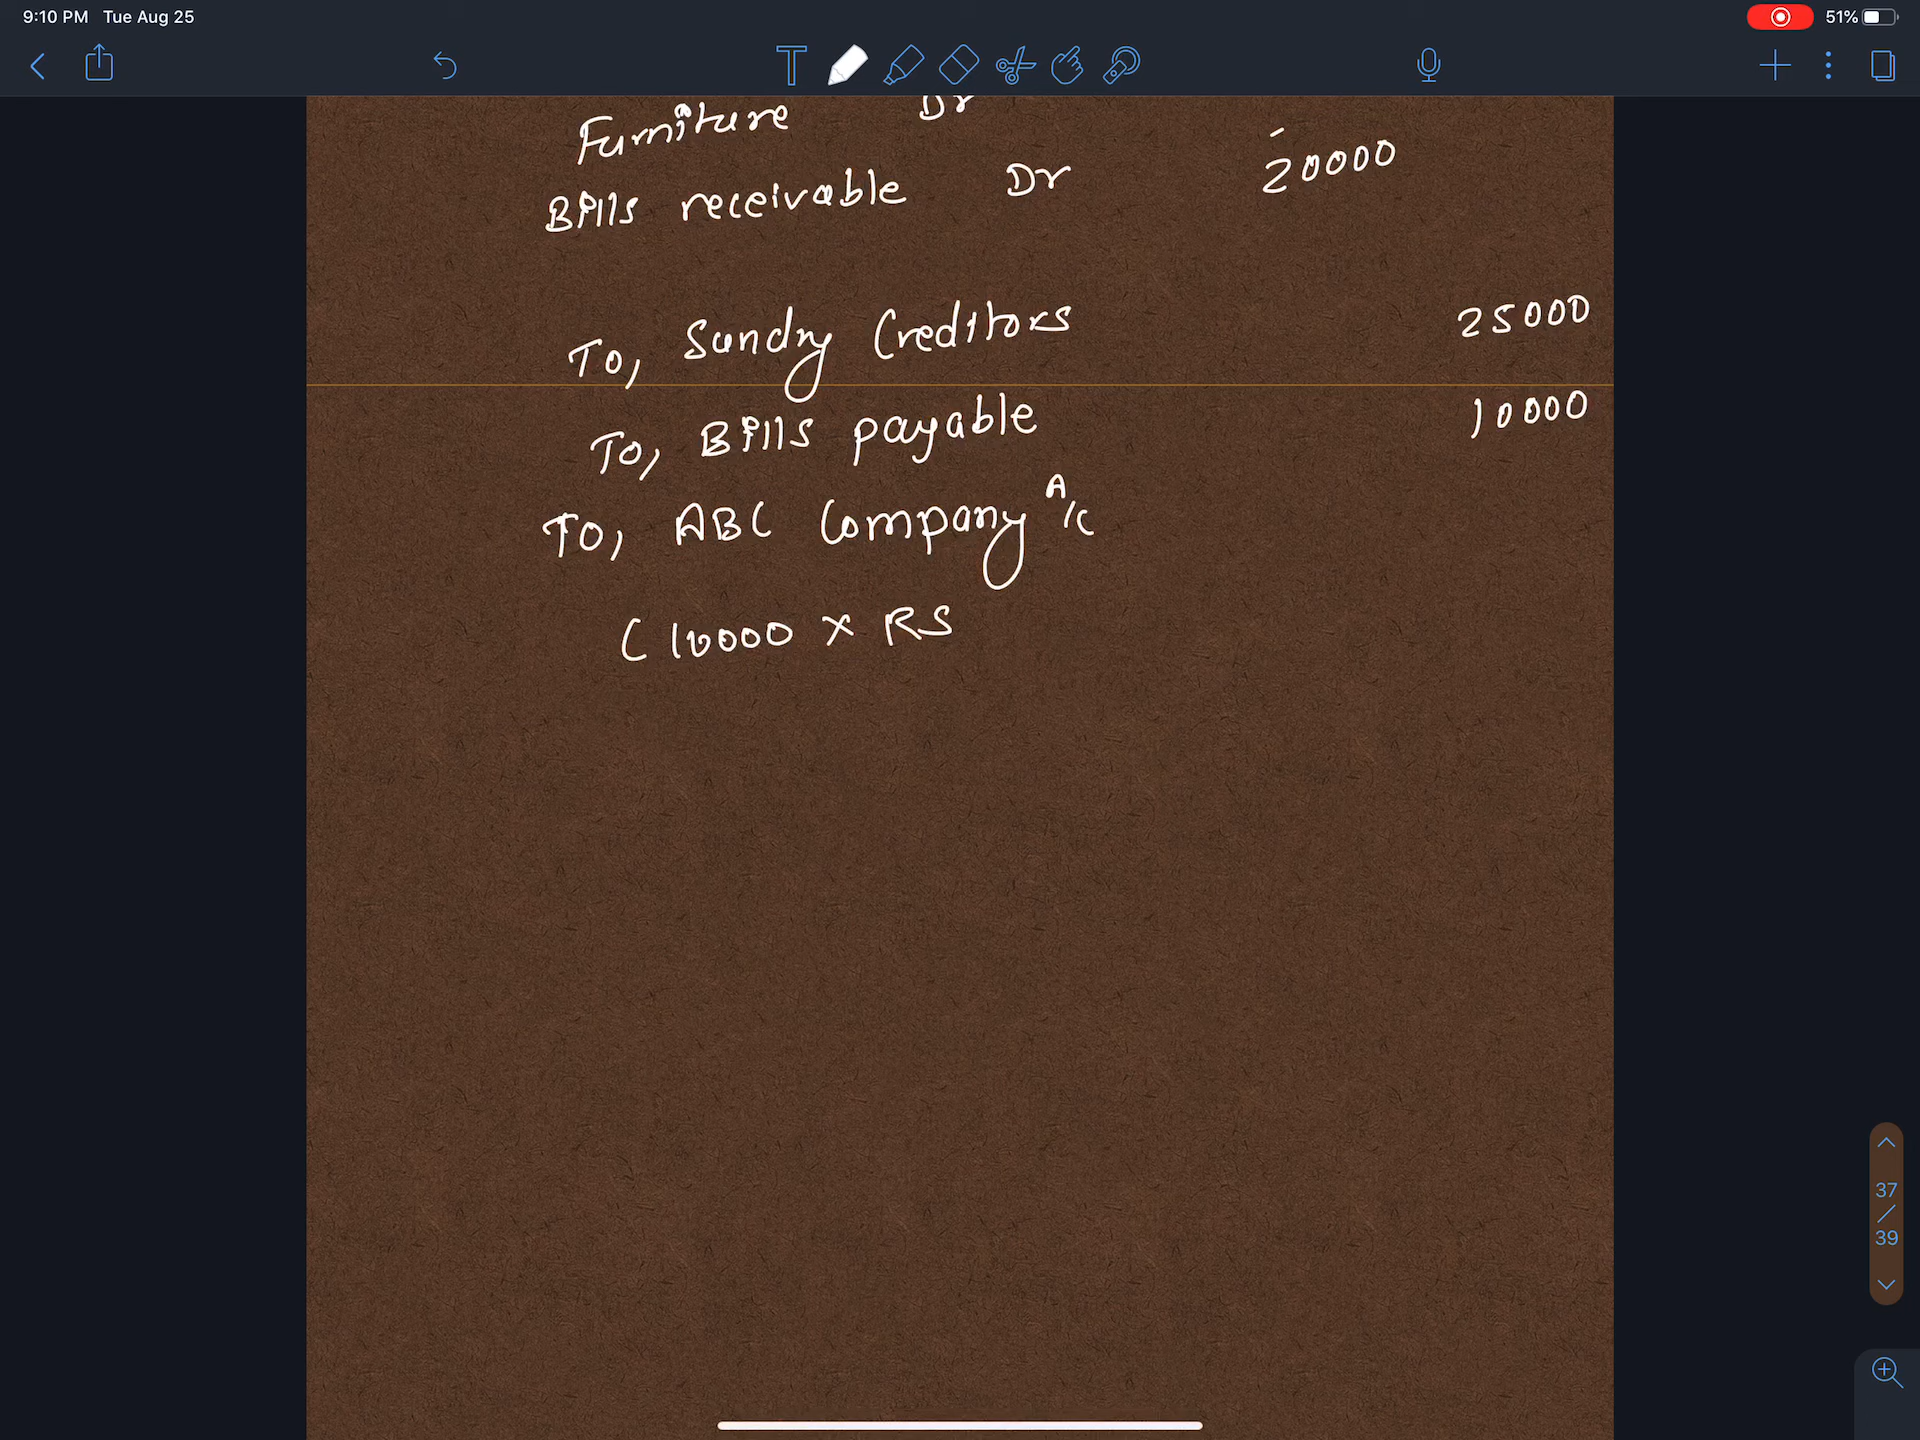 9:10 PM Tue Aug 25
51%
Furniture Dr
Bills receivable Dr 20000
To, Sundry Creditors 25000
To, Bills payable 10000
To, ABC Company A/c
( 10000 x RS
37
/
39